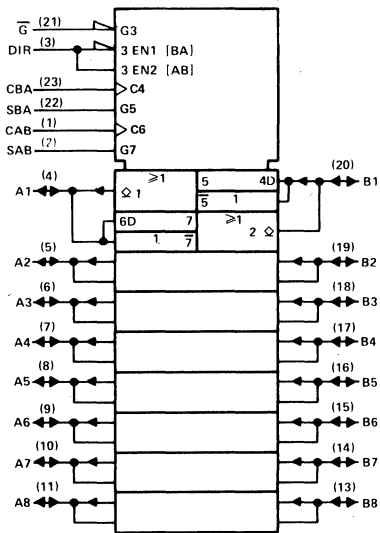 G̅ (21) G3
DIR (3) 3 EN1 [BA]
3 EN2 [AB]
CBA (23) C4
SBA (22) G5
CAB (1) C6
SAB (2) G7
A1 (4) ≥1 5 4D (20) B1
1 5̅ 1
6D 7 ≥1
1 7̅ 2
A2 (5) (19) B2
A3 (6) (18) B3
A4 (7) (17) B4
A5 (8) (16) B5
A6 (9) (15) B6
A7 (10) (14) B7
A8 (11) (13) B8